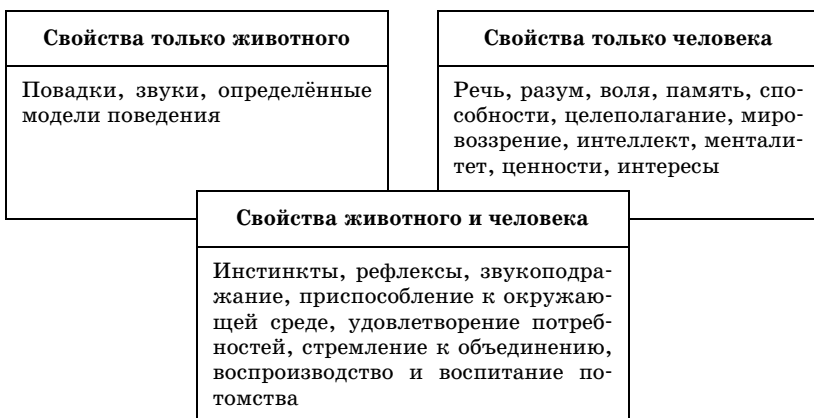 Свойства только животного
Повадки, звуки, определённые
модели поведения
Свойства только человека
Речь, разум, воля, память, спо-
собности, целеполагание, миро-
воззрение, интеллект, ментали-
тет, ценности, интересы
Свойства животного и человека
Инстинкты, рефлексы, звукоподра-
жание, приспособление к окружаю-
щей среде, удовлетворение потреб-
ностей, стремление к объединению,
воспроизводство и воспитание по-
томства